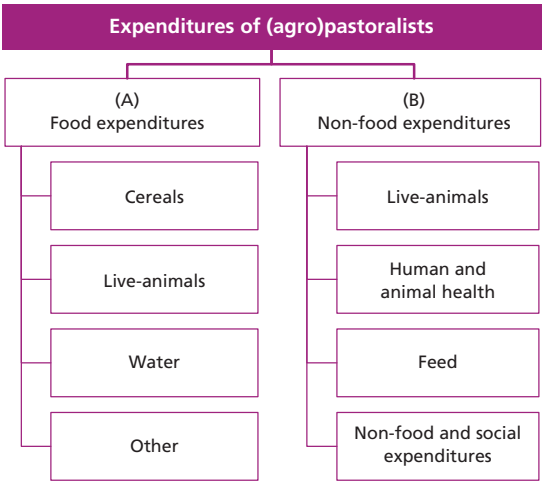 Expenditures of (agro)pastoralists
(A)
Food expenditures
Cereals
Live-animals
Water
Other
(B)
Non-food expenditures
Live-animals
Human and
animal health
Feed
Non-food and social
expenditures